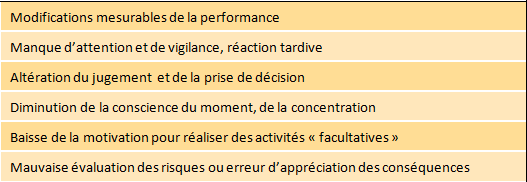 Modifications mesurables de la performance
Manque d’attention et de vigilance, réaction tardive
Altération du jugement et de la prise de décision
Diminution de la conscience du moment, de la concentration
Baisse de la motivation pour réaliser des activités « facultatives »
Mauvaise évaluation des risques ou erreur d’appréciation des conséquences